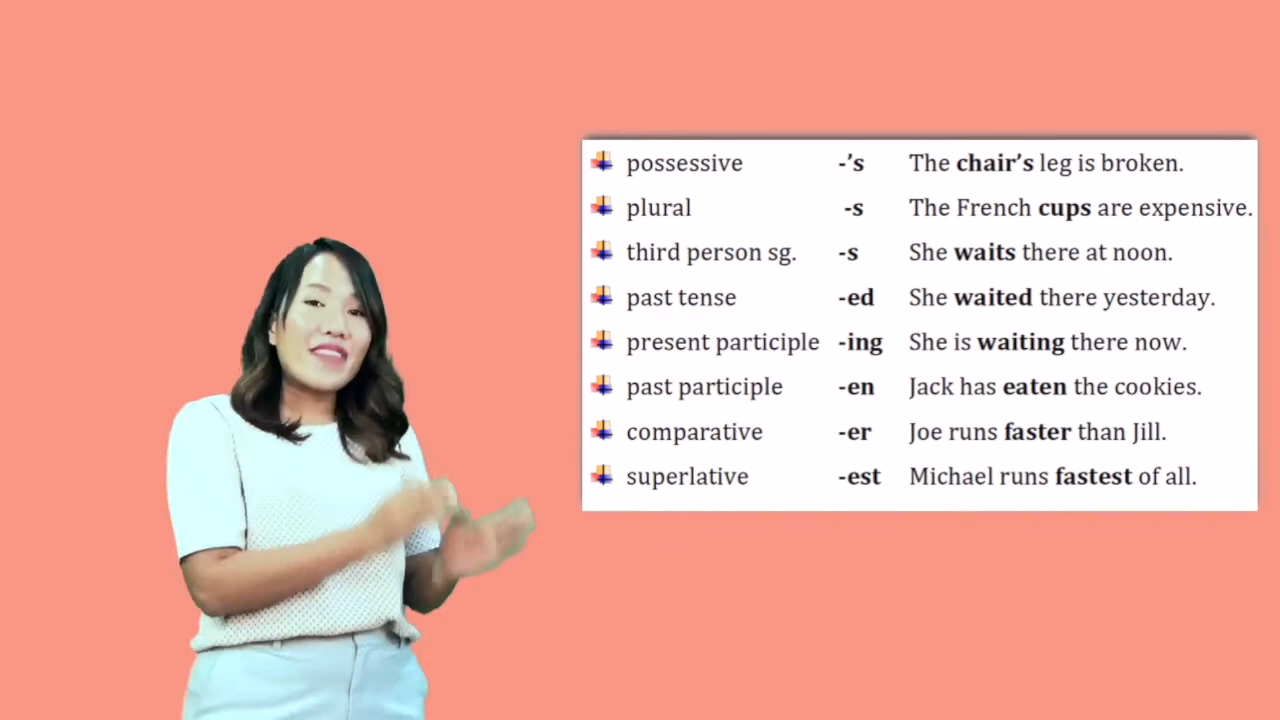 possessive -’s The chair’s leg is broken.
plural -s The French cups are expensive.
third person sg. -s She waits there at noon.
past tense -ed She waited there yesterday.
present participle -ing She is waiting there now.
past participle -en Jack has eaten the cookies.
comparative -er Joe runs faster than Jill.
superlative -est Michael runs fastest of all.